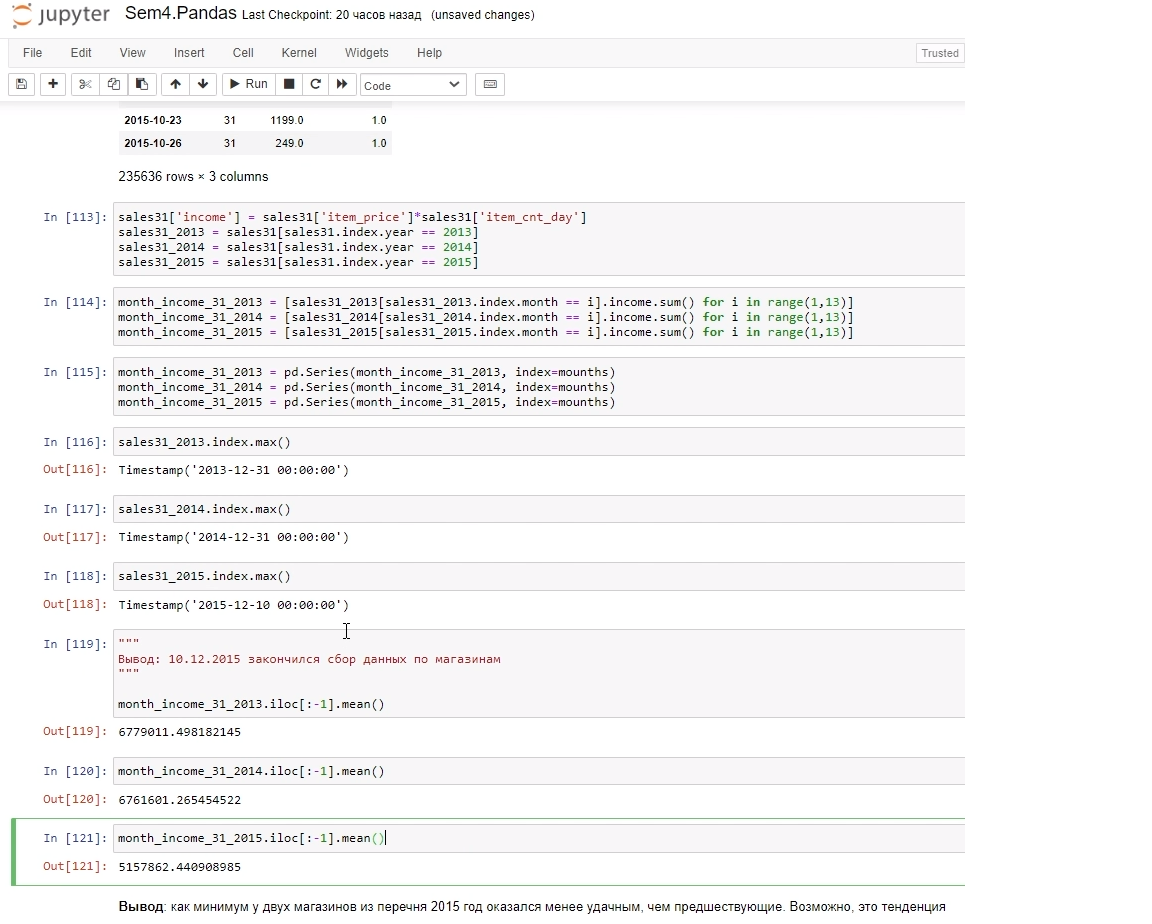 jupyter Sem4.Pandas Last Checkpoint: 20 часов назад (unsaved changes)
File Edit View Insert Cell Kernel Widgets Help Trusted
Run Code
2015-10-23 31 1199.0 1.0
2015-10-26 31 249.0 1.0
235636 rows × 3 columns
In [113]: sales31['income'] = sales31['item_price']*sales31['item_cnt_day']
sales31_2013 = sales31[sales31.index.year == 2013]
sales31_2014 = sales31[sales31.index.year == 2014]
sales31_2015 = sales31[sales31.index.year == 2015]
In [114]: month_income_31_2013 = [sales31_2013[sales31_2013.index.month == i].income.sum() for i in range(1,13)]
month_income_31_2014 = [sales31_2014[sales31_2014.index.month == i].income.sum() for i in range(1,13)]
month_income_31_2015 = [sales31_2015[sales31_2015.index.month == i].income.sum() for i in range(1,13)]
In [115]: month_income_31_2013 = pd.Series(month_income_31_2013, index=mounths)
month_income_31_2014 = pd.Series(month_income_31_2014, index=mounths)
month_income_31_2015 = pd.Series(month_income_31_2015, index=mounths)
In [116]: sales31_2013.index.max()
Out[116]: Timestamp('2013-12-31 00:00:00')
In [117]: sales31_2014.index.max()
Out[117]: Timestamp('2014-12-31 00:00:00')
In [118]: sales31_2015.index.max()
Out[118]: Timestamp('2015-12-10 00:00:00')
In [119]: """
Вывод: 10.12.2015 закончился сбор данных по магазинам
"""
month_income_31_2013.iloc[:-1].mean()
Out[119]: 6779011.498182145
In [120]: month_income_31_2014.iloc[:-1].mean()
Out[120]: 6761601.265454522
In [121]: month_income_31_2015.iloc[:-1].mean()
Out[121]: 5157862.440908985
Вывод: как минимум у двух магазинов из перечня 2015 год оказался менее удачным, чем предшествующие. Возможно, это тенденция